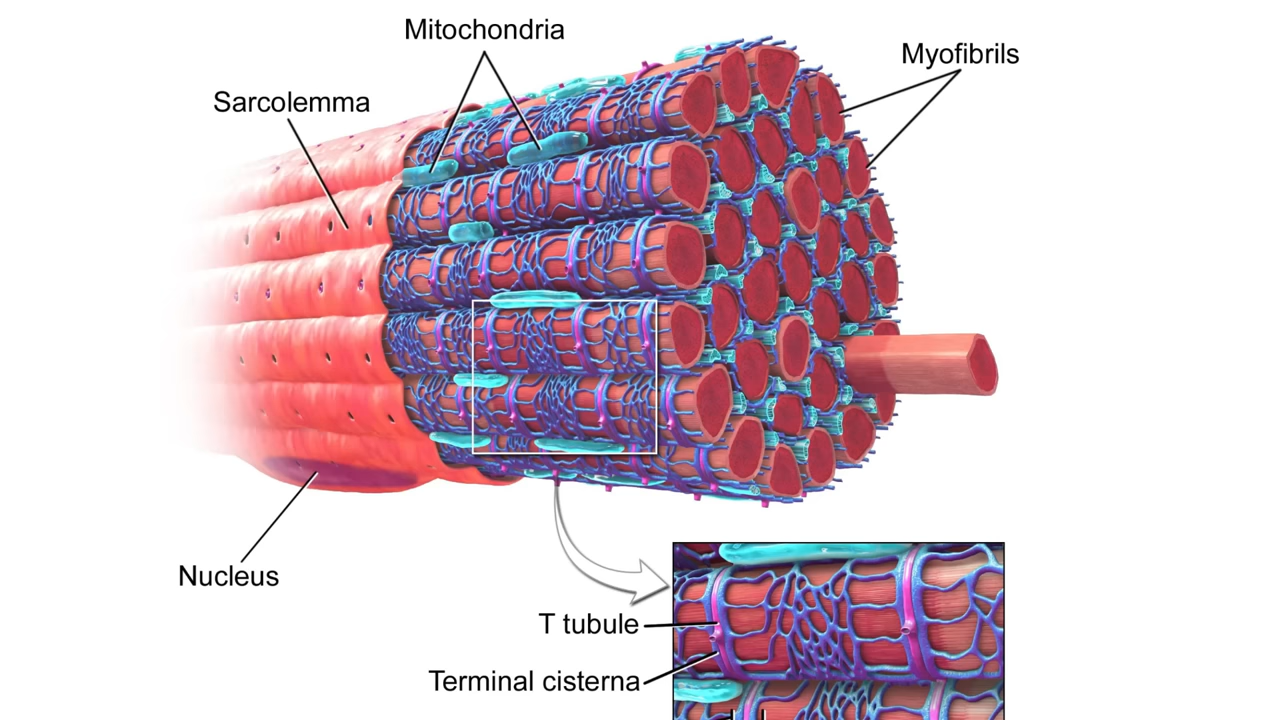 Mitochondria
Myofibrils
Sarcolemma
Nucleus
T tubule
Terminal cisterna